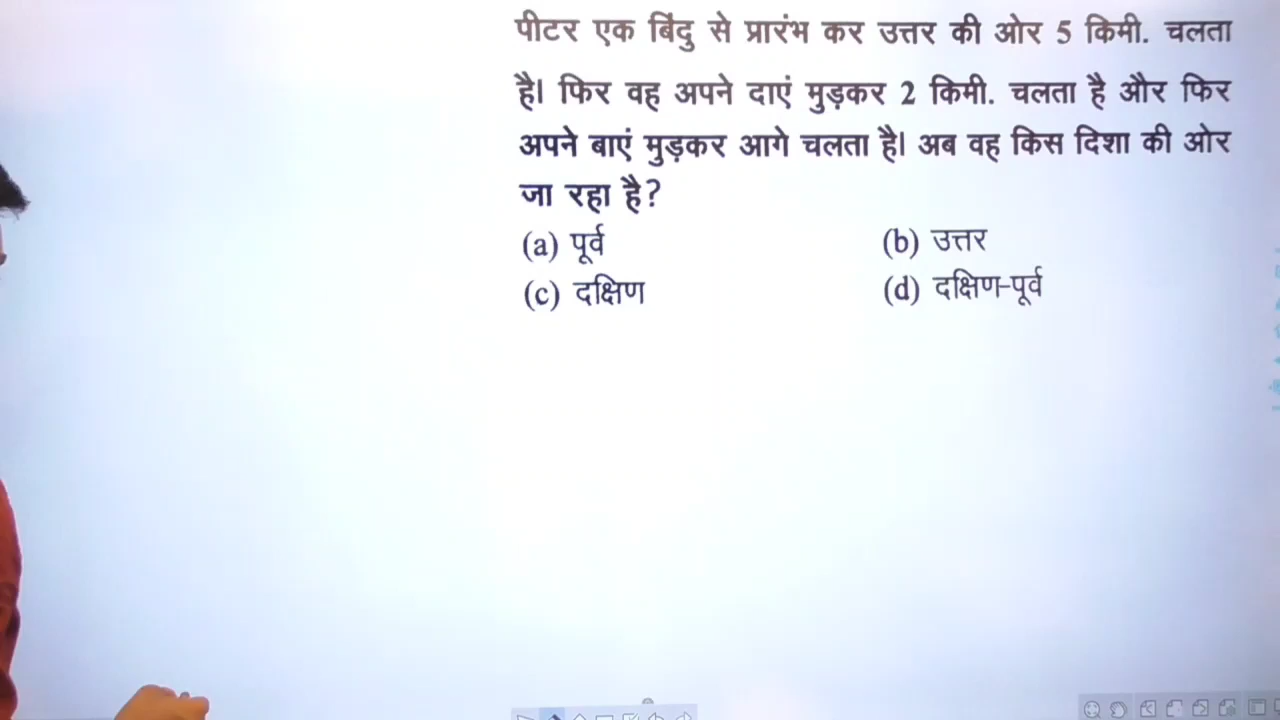 पीटर एक बिंदु से प्रारंभ कर उत्तर की ओर 5 किमी. चलता
है। फिर वह अपने दाएं मुड़कर 2 किमी. चलता है और फिर
अपने बाएं मुड़कर आगे चलता है। अब वह किस दिशा की ओर
जा रहा है?
(a) पूर्व (b) उत्तर
(c) दक्षिण (d) दक्षिण-पूर्व